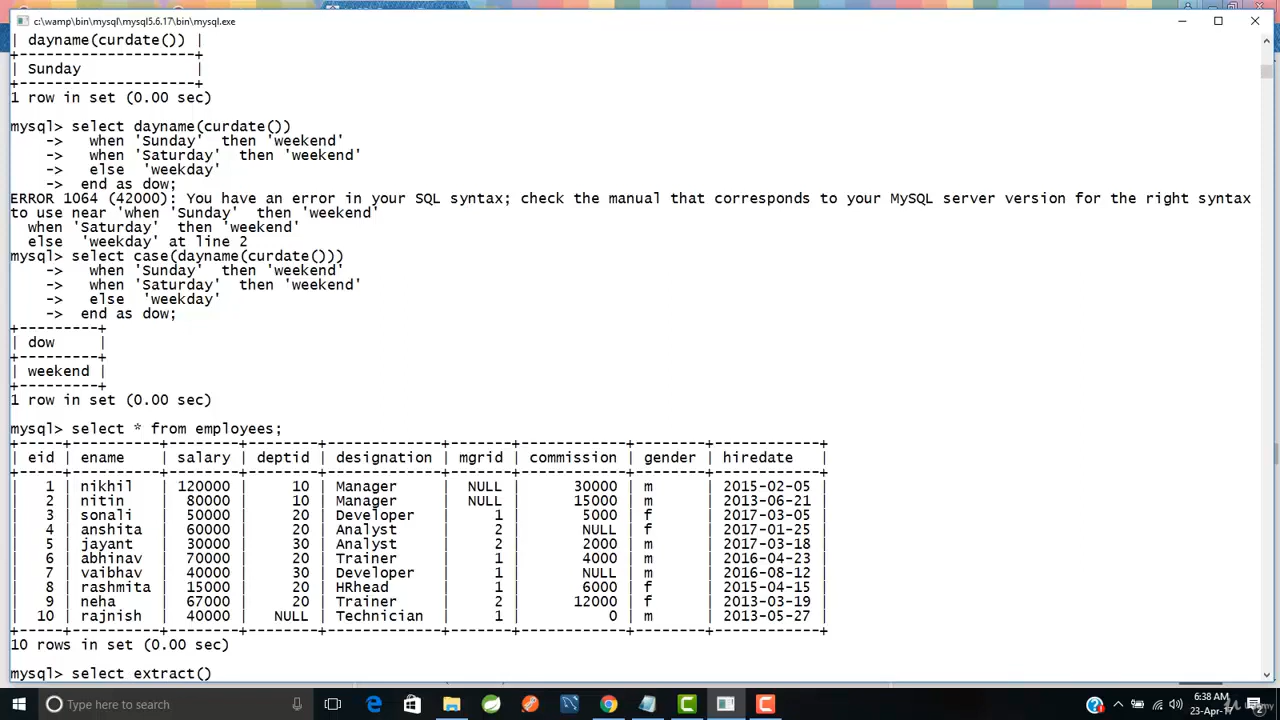 c:\wamp\bin\mysql\mysql5.6.17\bin\mysql.exe
| dayname(curdate()) |
+--------------------+
| Sunday             |
+--------------------+
1 row in set (0.00 sec)
mysql> select dayname(curdate())
    ->   when 'Sunday'  then 'weekend'
    ->   when 'Saturday'  then 'weekend'
    ->   else  'weekday'
    ->  end as dow;
ERROR 1064 (42000): You have an error in your SQL syntax; check the manual that corresponds to your MySQL server version for the right syntax
to use near 'when 'Sunday'  then 'weekend'
  when 'Saturday'  then 'weekend'
  else  'weekday' at line 2
mysql> select case(dayname(curdate()))
    ->   when 'Sunday'  then 'weekend'
    ->   when 'Saturday'  then 'weekend'
    ->   else  'weekday'
    ->  end as dow;
+---------+
| dow     |
+---------+
| weekend |
+---------+
1 row in set (0.00 sec)
mysql> select * from employees;
+-----+----------+--------+--------+-------------+-------+------------+--------+------------+
| eid | ename    | salary | deptid | designation | mgrid | commission | gender | hiredate   |
+-----+----------+--------+--------+-------------+-------+------------+--------+------------+
|   1 | nikhil   | 120000 |     10 | Manager     |  NULL |      30000 | m      | 2015-02-05 |
|   2 | nitin    |  80000 |     10 | Manager     |  NULL |      15000 | m      | 2013-06-21 |
|   3 | sonali   |  50000 |     20 | Developer   |     1 |       5000 | f      | 2017-03-05 |
|   4 | anshita  |  60000 |     20 | Analyst     |     2 |       NULL | f      | 2017-01-25 |
|   5 | jayant   |  30000 |     30 | Analyst     |     2 |       2000 | m      | 2017-03-18 |
|   6 | abhinav  |  70000 |     20 | Trainer     |     1 |       4000 | m      | 2016-04-23 |
|   7 | vaibhav  |  40000 |     30 | Developer   |     1 |       NULL | m      | 2016-08-12 |
|   8 | rashmita |  15000 |     20 | HRhead      |     1 |       6000 | f      | 2015-04-15 |
|   9 | neha     |  67000 |     20 | Trainer     |     2 |      12000 | f      | 2013-03-19 |
|  10 | rajnish  |  40000 |   NULL | Technician  |     1 |          0 | m      | 2013-05-27 |
+-----+----------+--------+--------+-------------+-------+------------+--------+------------+
10 rows in set (0.00 sec)
mysql> select extract()
Type here to search
6:38 AM
23-Apr-17